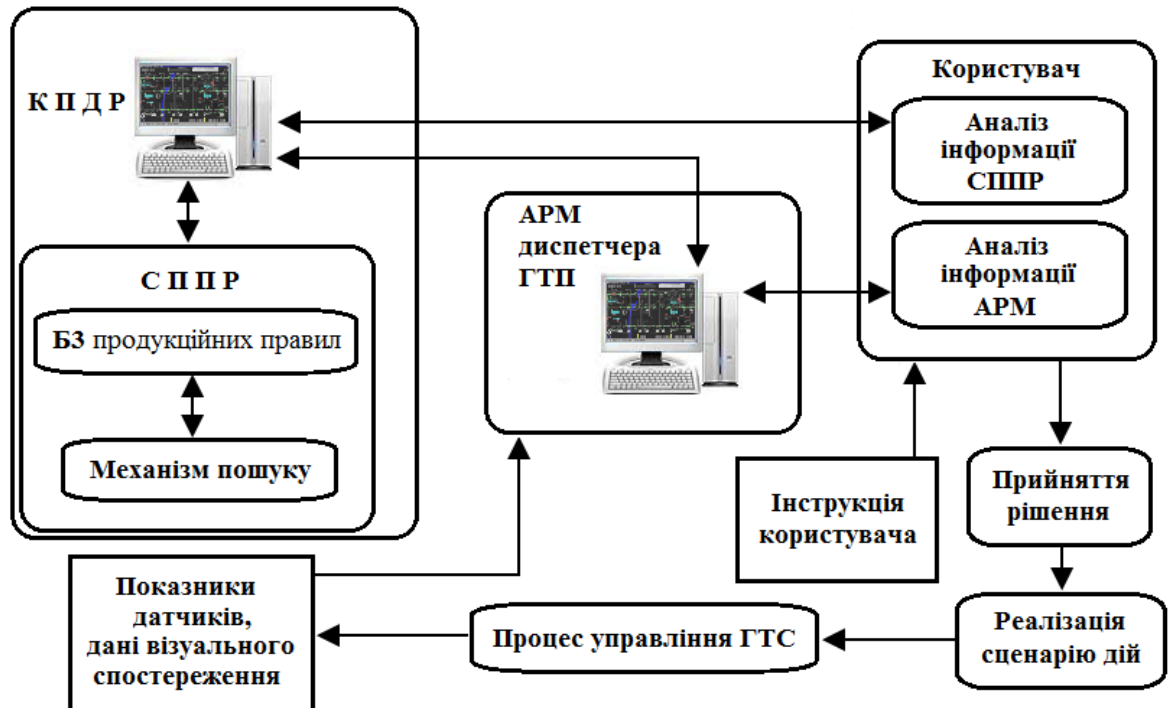 К П Д Р
С П П Р
БЗ продукційних правил
Механізм пошуку
АРМ
диспетчера
ГТП
Користувач
Аналіз
інформації
СППР
Аналіз
інформації
АРМ
Інструкція
користувача
Прийняття
рішення
Реалізація
сценарію дій
Процес управління ГТС
Показники
датчиків,
дані візуального
спостереження